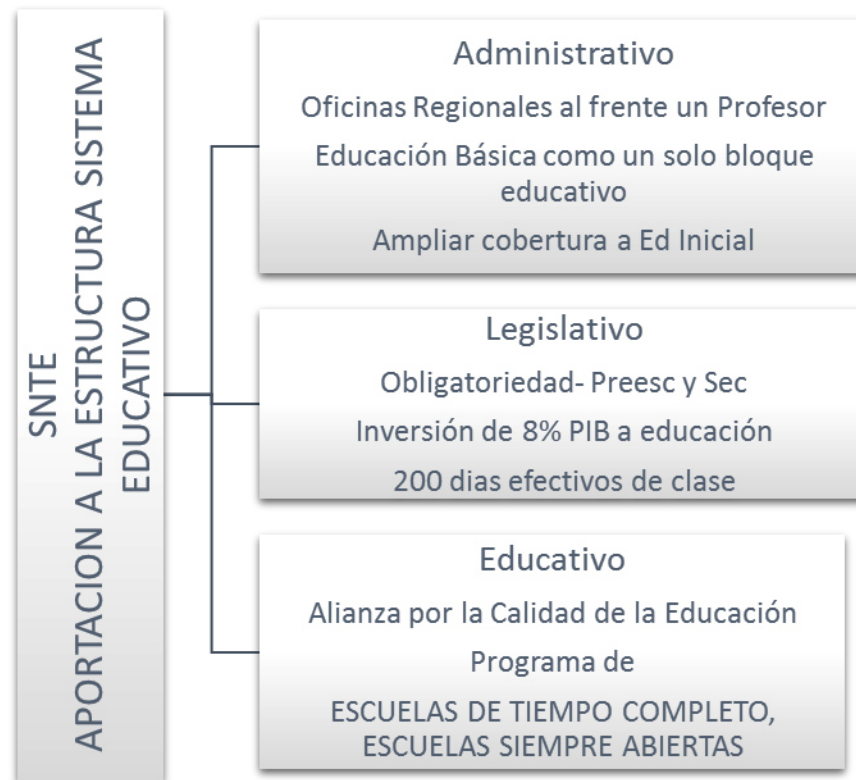 SNTE
APORTACION A LA ESTRUCTURA SISTEMA
EDUCATIVO
Administrativo
Oficinas Regionales al frente un Profesor
Educación Básica como un solo bloque
educativo
Ampliar cobertura a Ed Inicial
Legislativo
Obligatoriedad- Preesc y Sec
Inversión de 8% PIB a educación
200 dias efectivos de clase
Educativo
Alianza por la Calidad de la Educación
Programa de
ESCUELAS DE TIEMPO COMPLETO,
ESCUELAS SIEMPRE ABIERTAS